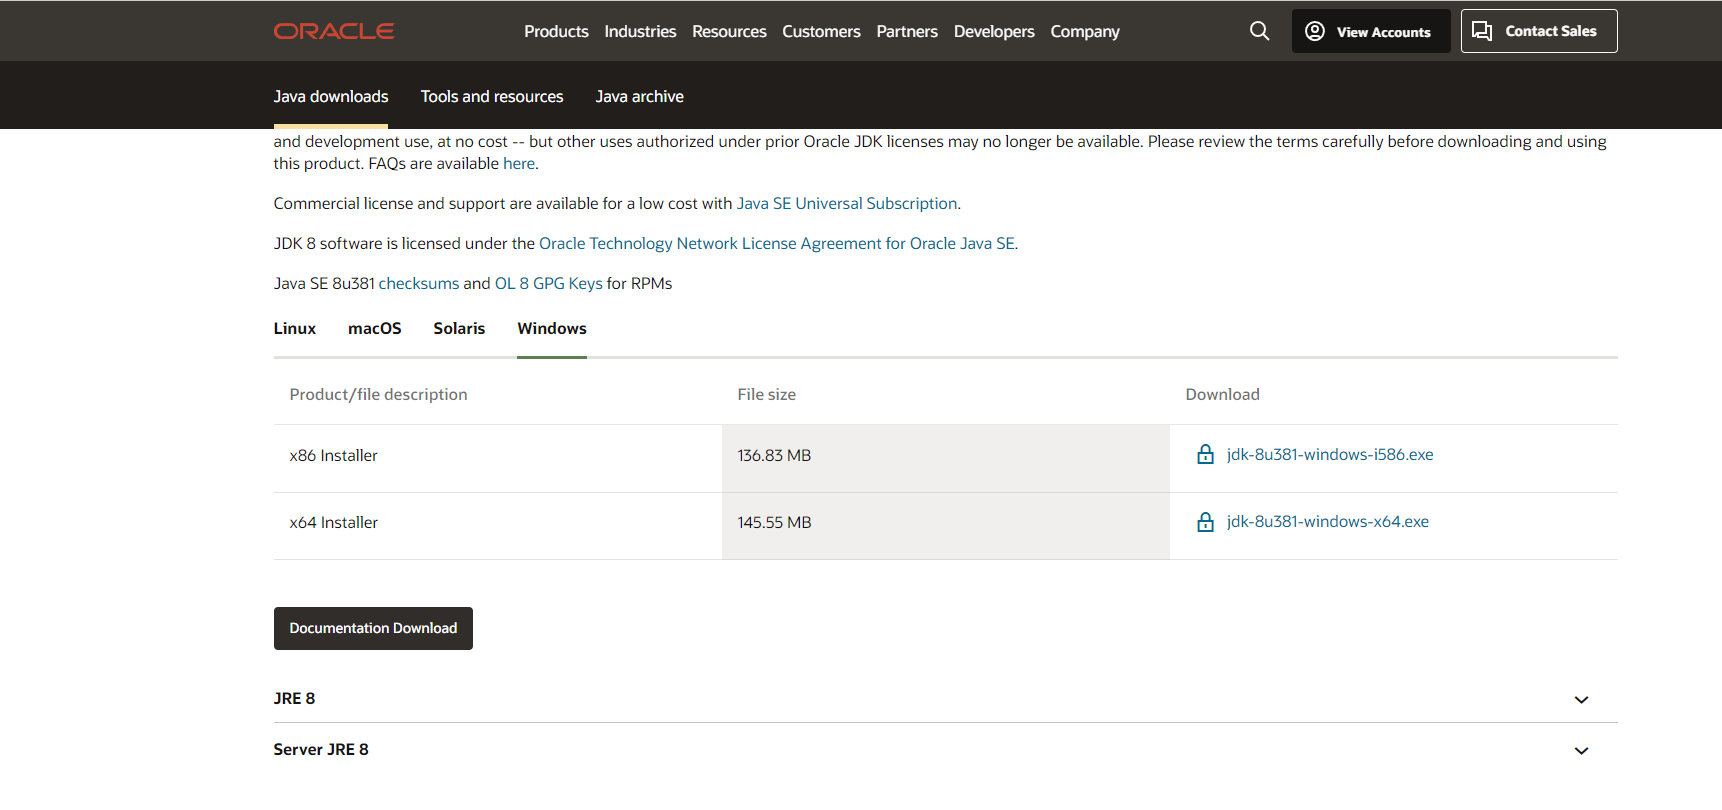 ORACLE
Products Industries Resources Customers Partners Developers Company
View Accounts
Contact Sales
Java downloads Tools and resources Java archive
and development use, at no cost -- but other uses authorized under prior Oracle JDK licenses may no longer be available. Please review the terms carefully before downloading and using
this product. FAQs are available here.
Commercial license and support are available for a low cost with Java SE Universal Subscription.
JDK 8 software is licensed under the Oracle Technology Network License Agreement for Oracle Java SE.
Java SE 8u381 checksums and OL 8 GPG Keys for RPMs
Linux macOS Solaris Windows
Product/file description File size Download
x86 Installer 136.83 MB jdk-8u381-windows-i586.exe
x64 Installer 145.55 MB jdk-8u381-windows-x64.exe
Documentation Download
JRE 8
Server JRE 8